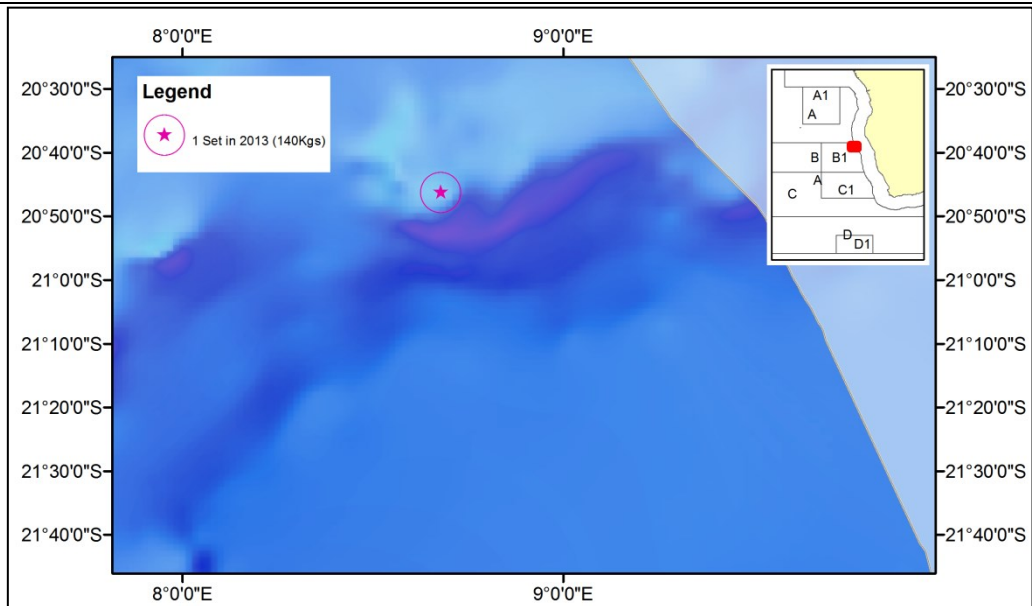 8°0'0"E 9°0'0"E
Legend
1 Set in 2013 (140Kgs)
20°30'0"S
20°40'0"S
20°50'0"S
21°0'0"S
21°10'0"S
21°20'0"S
21°30'0"S
21°40'0"S
A1
A
B B1
A
C C1
D
D1
20°30'0"S
20°40'0"S
20°50'0"S
21°0'0"S
21°10'0"S
21°20'0"S
21°30'0"S
21°40'0"S
8°0'0"E 9°0'0"E